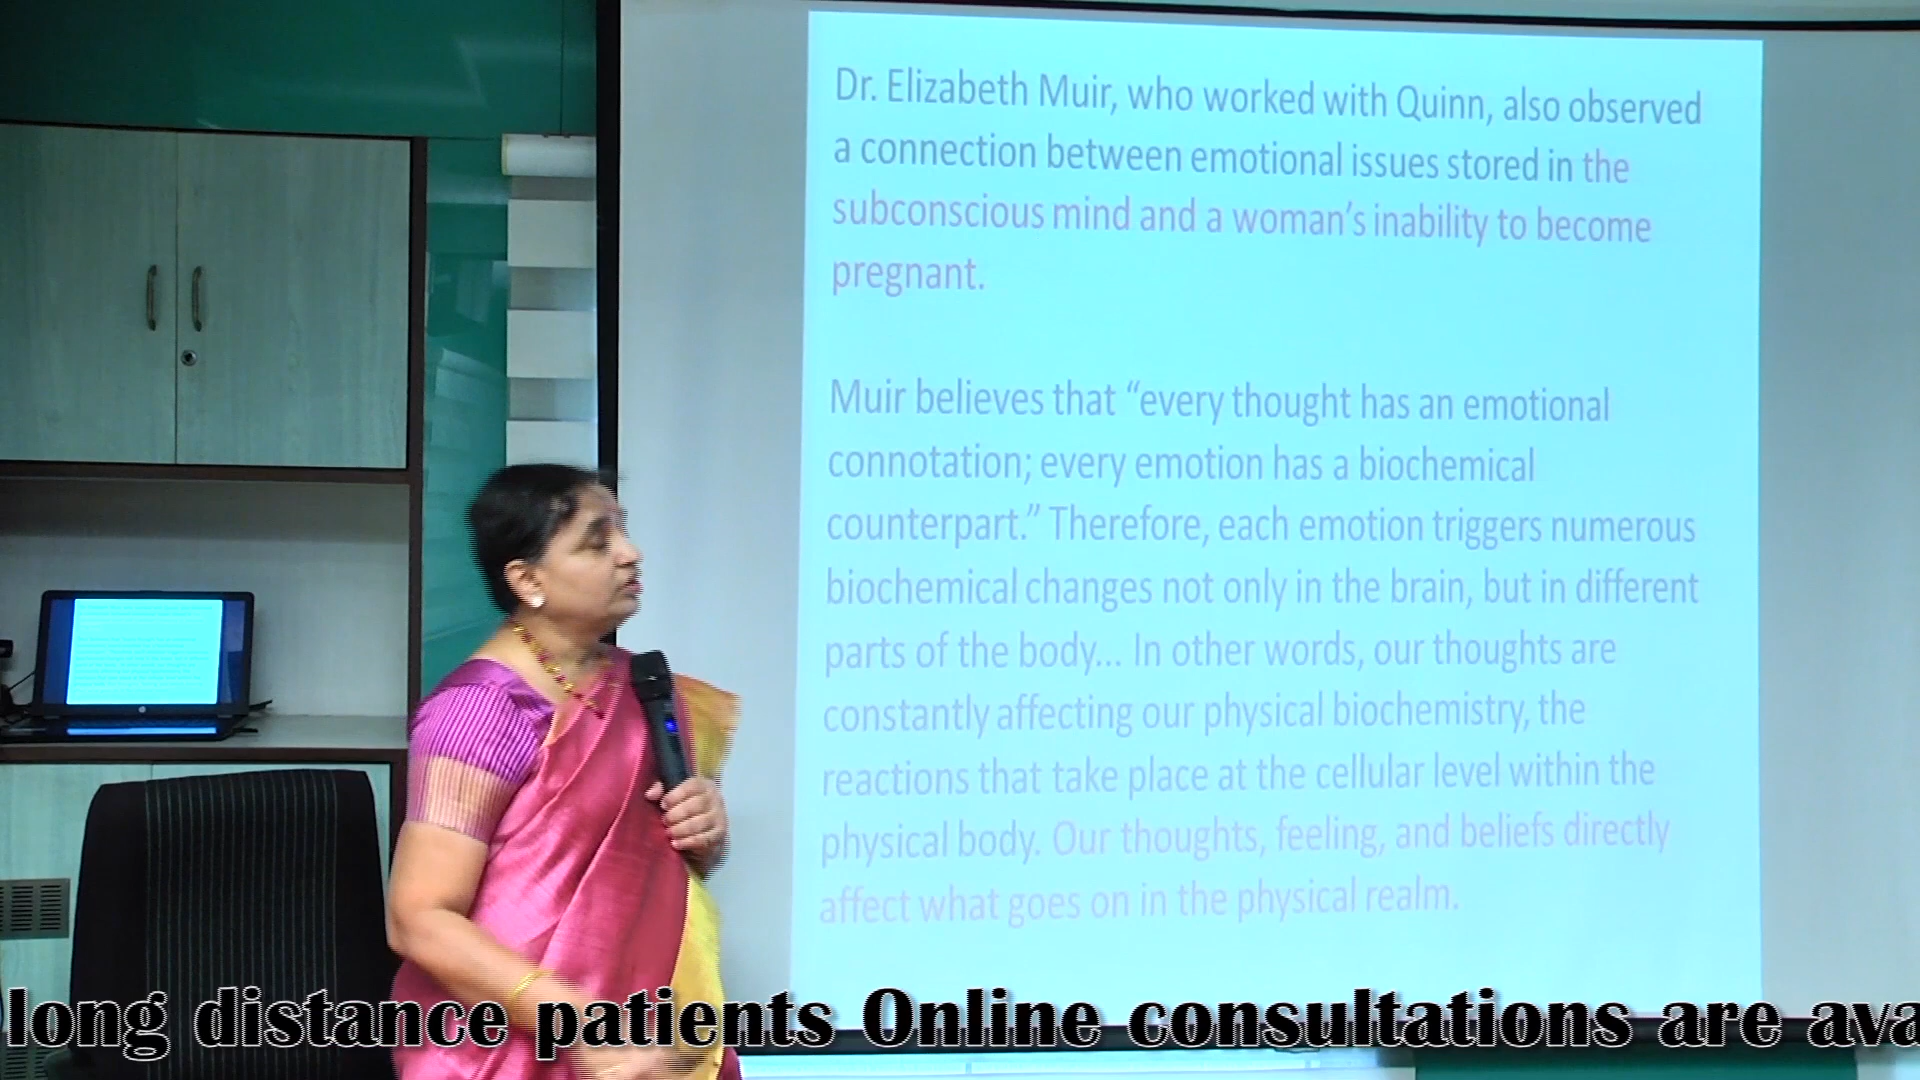 Dr. Elizabeth Muir, who worked with Quinn, also observed
a connection between emotional issues stored in the
subconscious mind and a woman’s inability to become
pregnant.
Muir believes that “every thought has an emotional
connotation; every emotion has a biochemical
counterpart.” Therefore, each emotion triggers numerous
biochemical changes not only in the brain, but in different
parts of the body... In other words, our thoughts are
constantly affecting our physical biochemistry, the
reactions that take place at the cellular level within the
physical body. Our thoughts, feeling, and beliefs directly
affect what goes on in the physical realm.
long distance patients Online consultations are ava